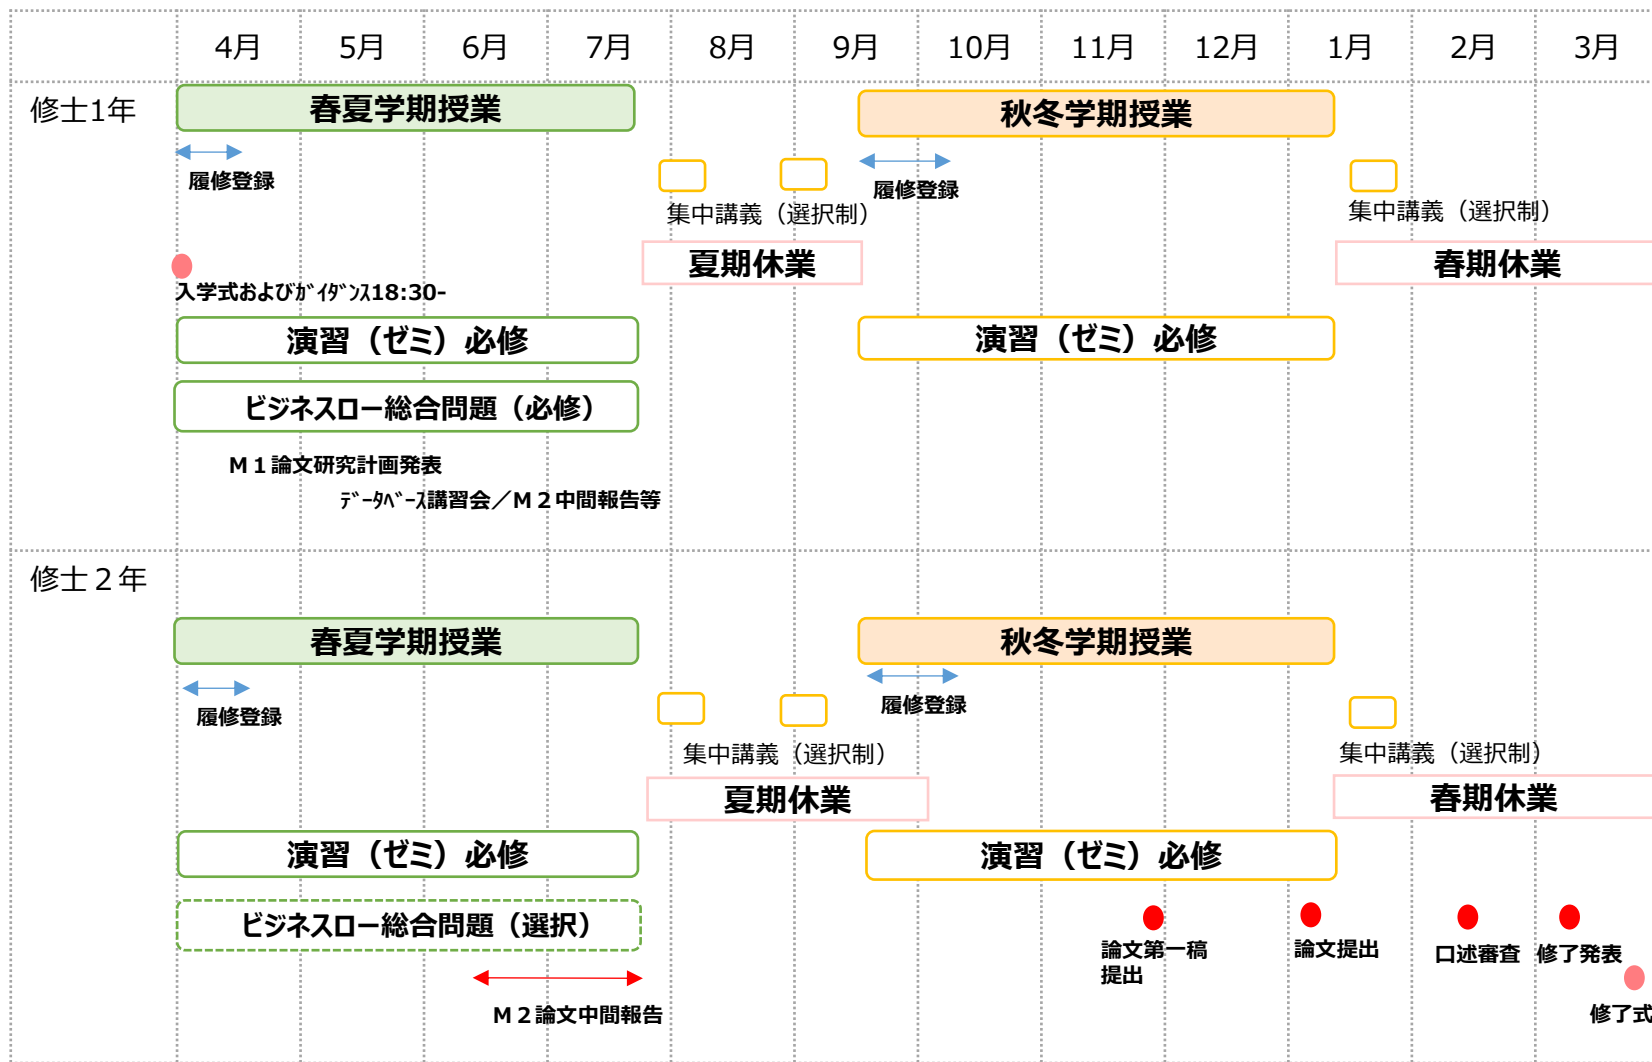 4月 5月 6月 7月 8月 9月 10月 11月 12月 1月 2月 3月
修士1年
春夏学期授業
秋冬学期授業
履修登録
履修登録
集中講義（選択制）
集中講義（選択制）
夏期休業
春期休業
入学式およびｶﾞｲﾀﾞﾝｽ18:30-
演習（ゼミ）必修
演習（ゼミ）必修
ビジネスロー総合問題（必修）
Ｍ１論文研究計画発表
ﾃﾞｰﾀﾍﾞｰｽ講習会／Ｍ２中間報告等
修士２年
春夏学期授業
秋冬学期授業
履修登録
履修登録
集中講義（選択制）
集中講義（選択制）
夏期休業
春期休業
演習（ゼミ）必修
演習（ゼミ）必修
ビジネスロー総合問題（選択）
論文第一稿
提出
論文提出
口述審査
修了発表
Ｍ２論文中間報告
修了式